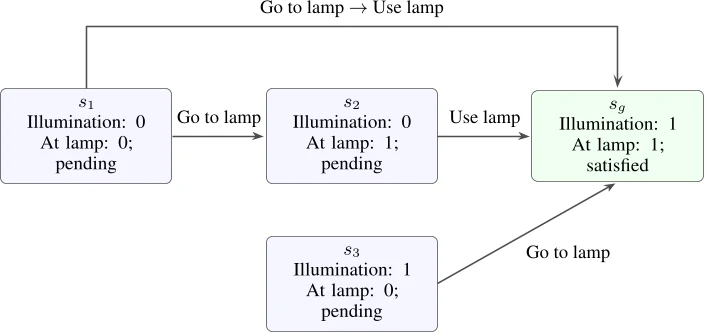 Go to lamp → Use lamp
s₁
Illumination: 0
At lamp: 0;
pending
Go to lamp
s₂
Illumination: 0
At lamp: 1;
pending
Use lamp
s_g
Illumination: 1
At lamp: 1;
satisfied
s₃
Illumination: 1
At lamp: 0;
pending
Go to lamp